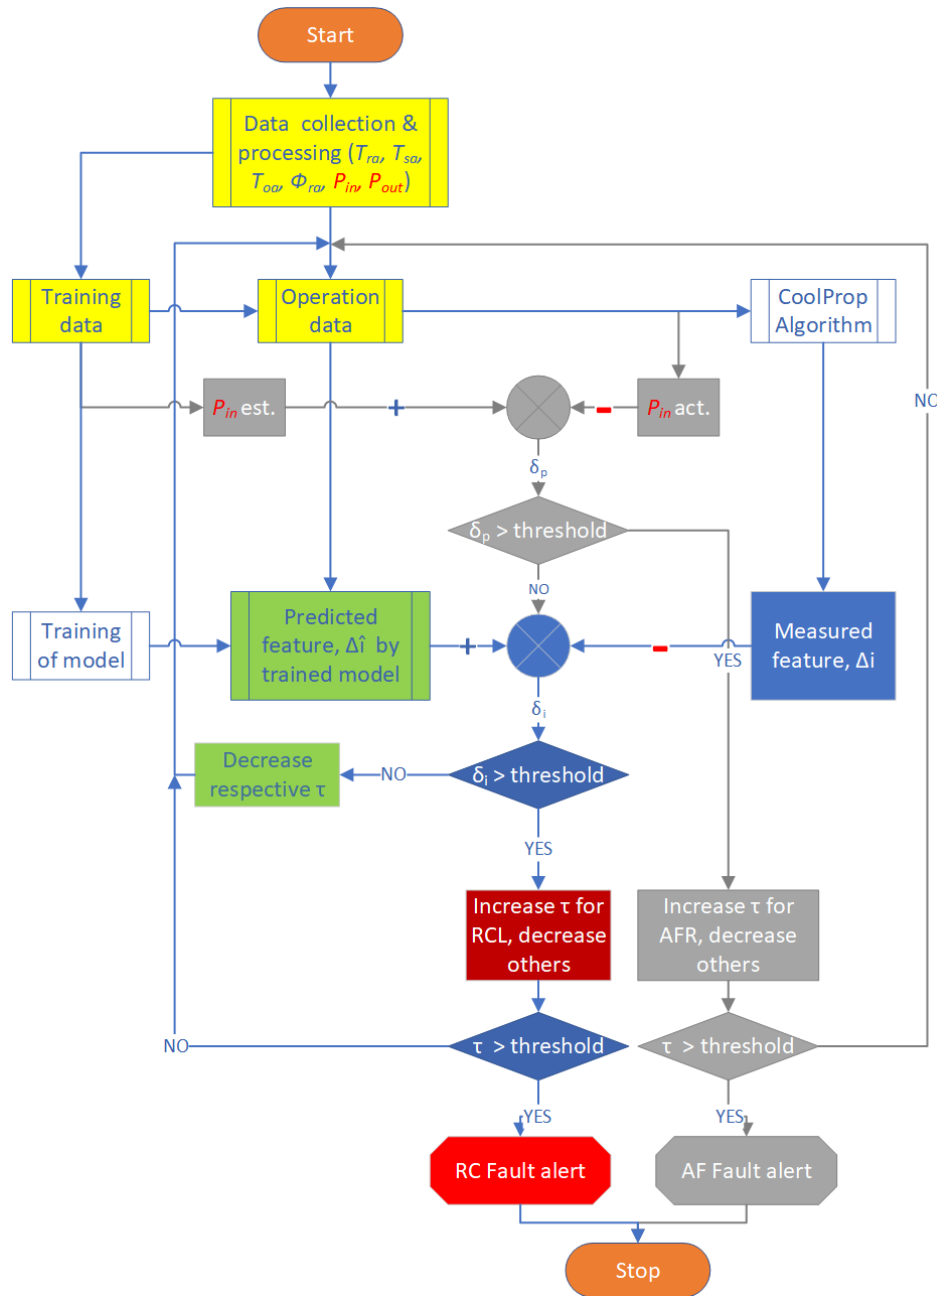 Start
Data collection &
processing (Tra, Tsa,
Toa, Φra, Pin, Pout)
Training
data
Operation
data
CoolProp
Algorithm
Pin est.
+
-
Pin act.
NO
δp
δp > threshold
NO
Training
of model
Predicted
feature, Δî by
trained model
+
-
Measured
feature, Δi
YES
δi
Decrease
respective τ
NO
δi > threshold
YES
Increase τ for
RCL, decrease
others
Increase τ for
AFR, decrease
others
NO
τ > threshold
τ > threshold
YES
YES
RC Fault alert
AF Fault alert
Stop